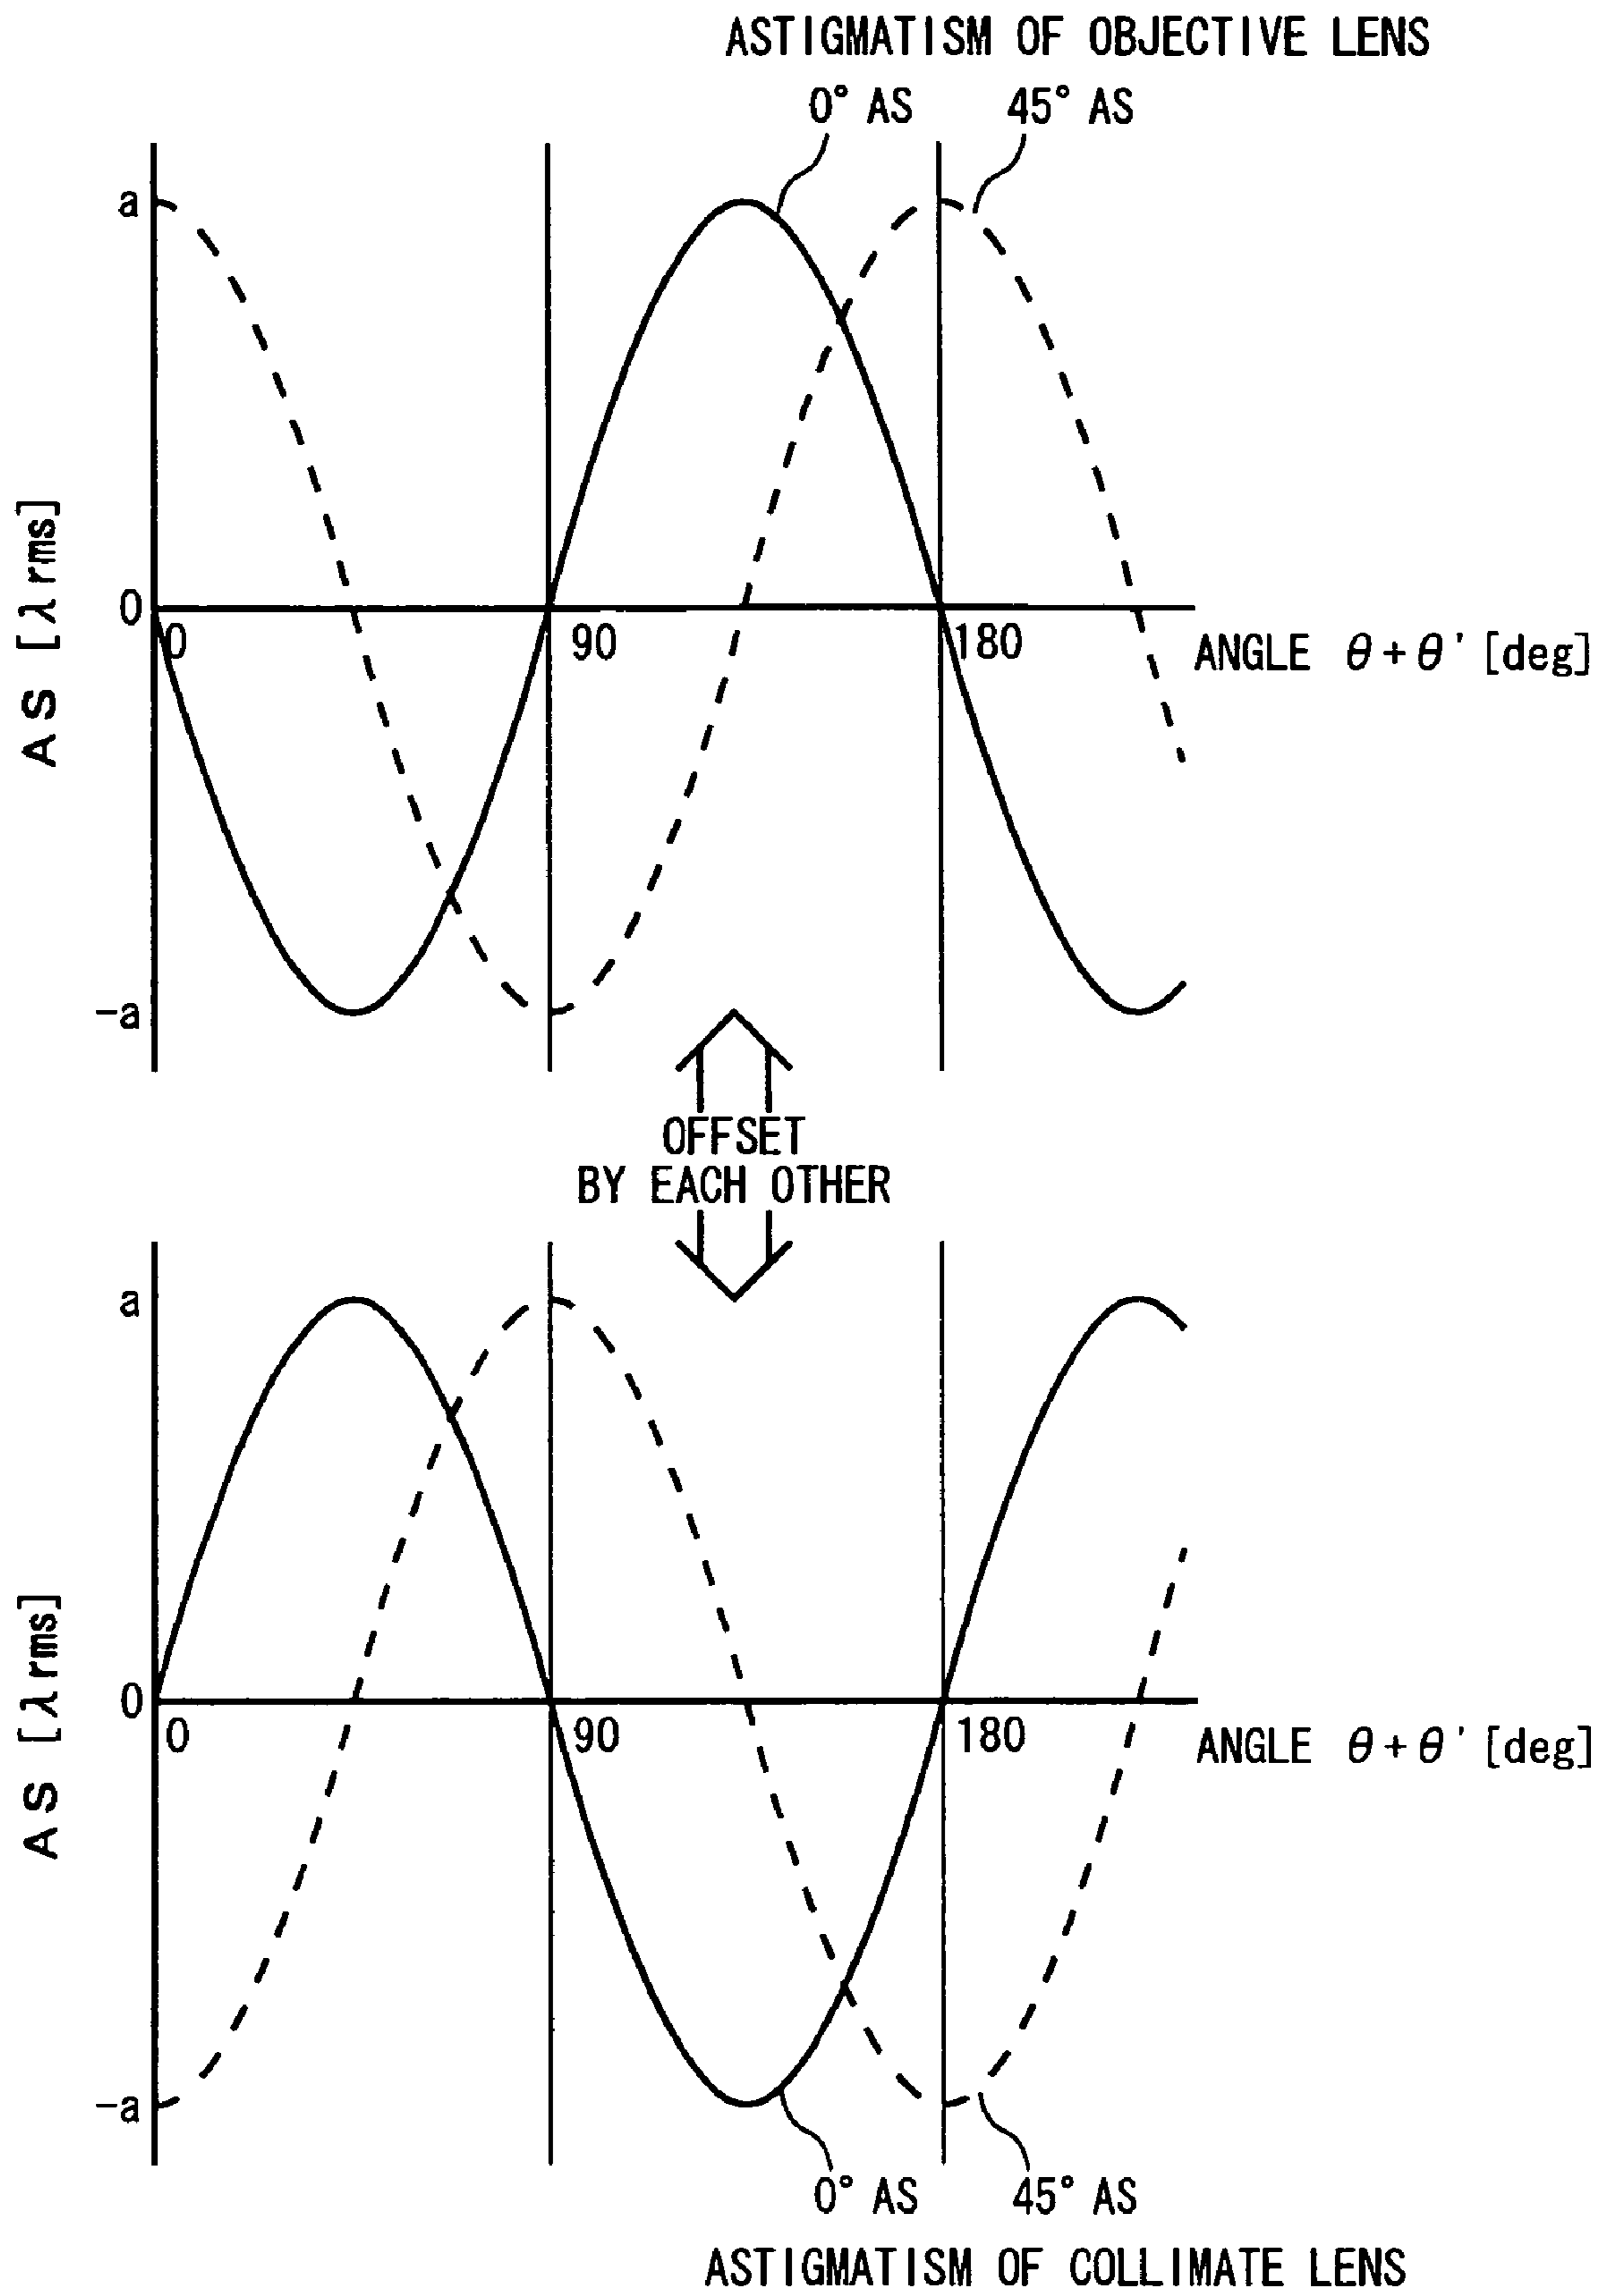 ASTIGMATISM OF OBJECTIVE LENS
0° AS
45° AS
a
0
-a
AS [λrms]
0
90
180
ANGLE θ+θ' [deg]
OFFSET
BY EACH OTHER
a
0
-a
AS [λrms]
0
90
180
ANGLE θ+θ' [deg]
0° AS
45° AS
ASTIGMATISM OF COLLIMATE LENS